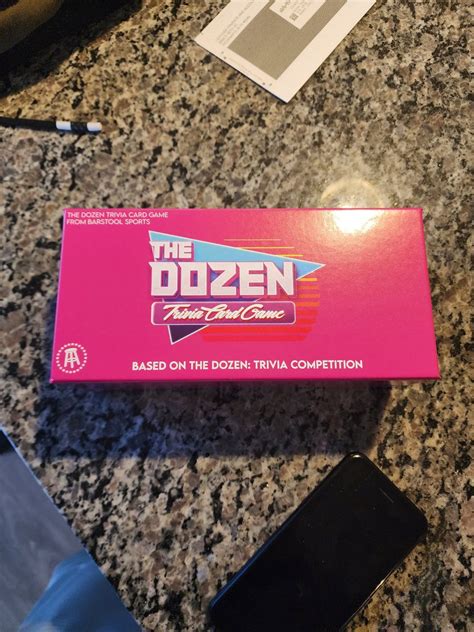 THE DOZEN TRIVIA CARD GAME
FROM BARSTOOL SPORTS
THE
DOZEN
Trivia Card Game
BASED ON THE DOZEN: TRIVIA COMPETITION